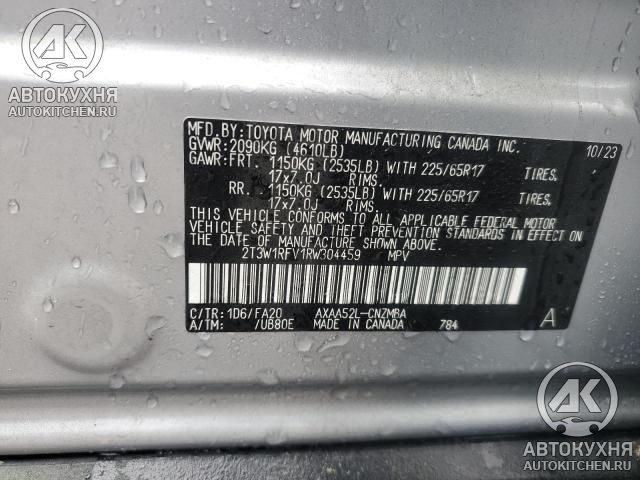 AK
АВТОКУХНЯ
AUTOKITCHEN.RU
MFD.BY:TOYOTA MOTOR MANUFACTURING CANADA INC.
GVWR:2090KG (4610LB) 10/23
GAWR:FRT. 1150KG (2535LB) WITH 225/65R17 TIRES,
17x7.0J RIMS.
RR. 1150KG (2535LB) WITH 225/65R17 TIRES,
17x7.0J RIMS.
THIS VEHICLE CONFORMS TO ALL APPLICABLE FEDERAL MOTOR
VEHICLE SAFETY AND THEFT PREVENTION STANDARDS IN EFFECT ON
THE DATE OF MANUFACTURE SHOWN ABOVE.
2T3W1RFV1RW304459 MPV
C/TR:1D6/FA20 AXAA52L-CNZMBA A
A/TM: /UB80E MADE IN CANADA 784
AK
АВТОКУХНЯ
AUTOKITCHEN.RU